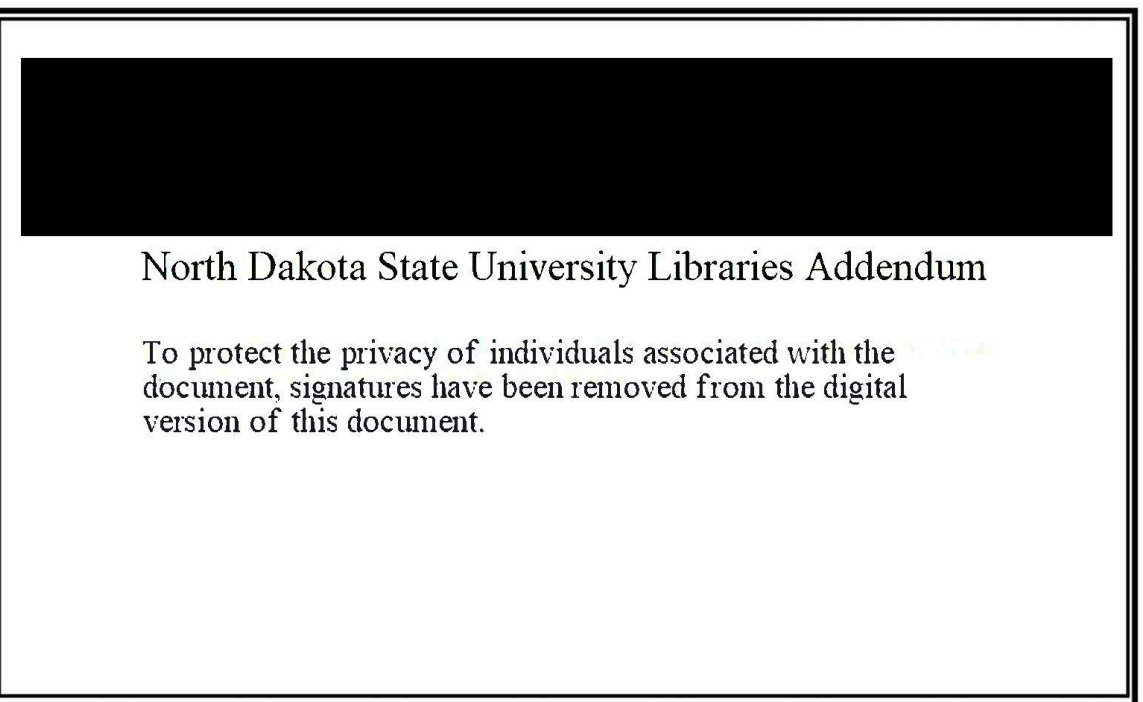 North Dakota State University Libraries Addendum
To protect the privacy of individuals associated with the
document, signatures have been removed from the digital
version of this document.